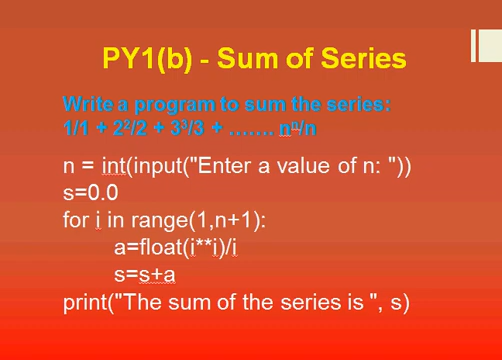 PY1(b) - Sum of Series
Write a program to sum the series:
1/1 + 2²/2 + 3³/3 + ……. nⁿ/n
n = int(input("Enter a value of n: "))
s=0.0
for i in range(1,n+1):
a=float(i**i)/i
s=s+a
print("The sum of the series is ", s)